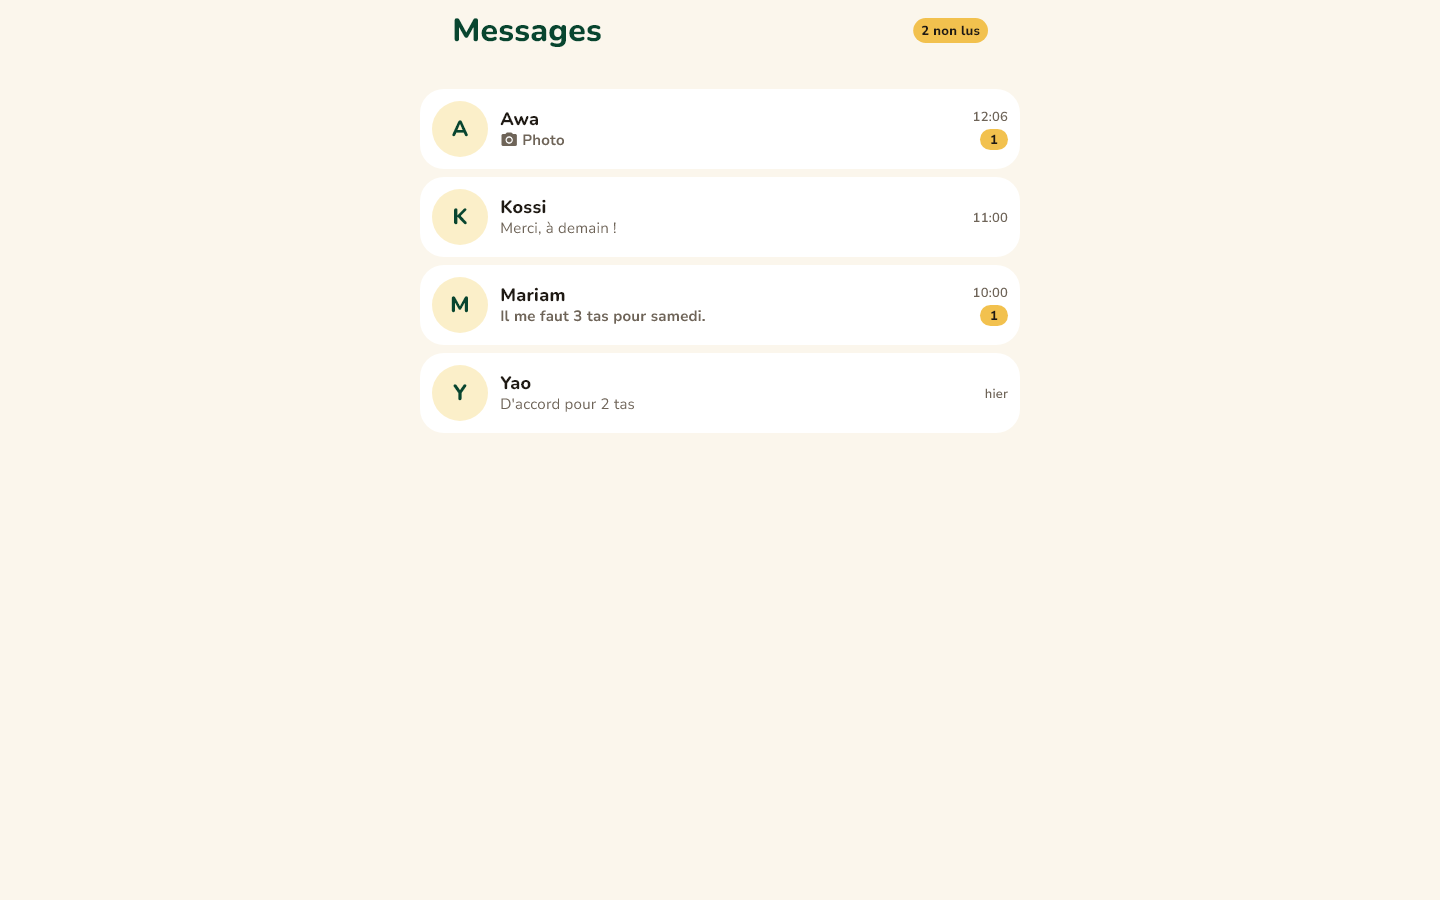 Messages
2 non lus
A
Awa
Photo
12:06
1
K
Kossi
Merci, à demain !
11:00
M
Mariam
Il me faut 3 tas pour samedi.
10:00
1
Y
Yao
D'accord pour 2 tas
hier